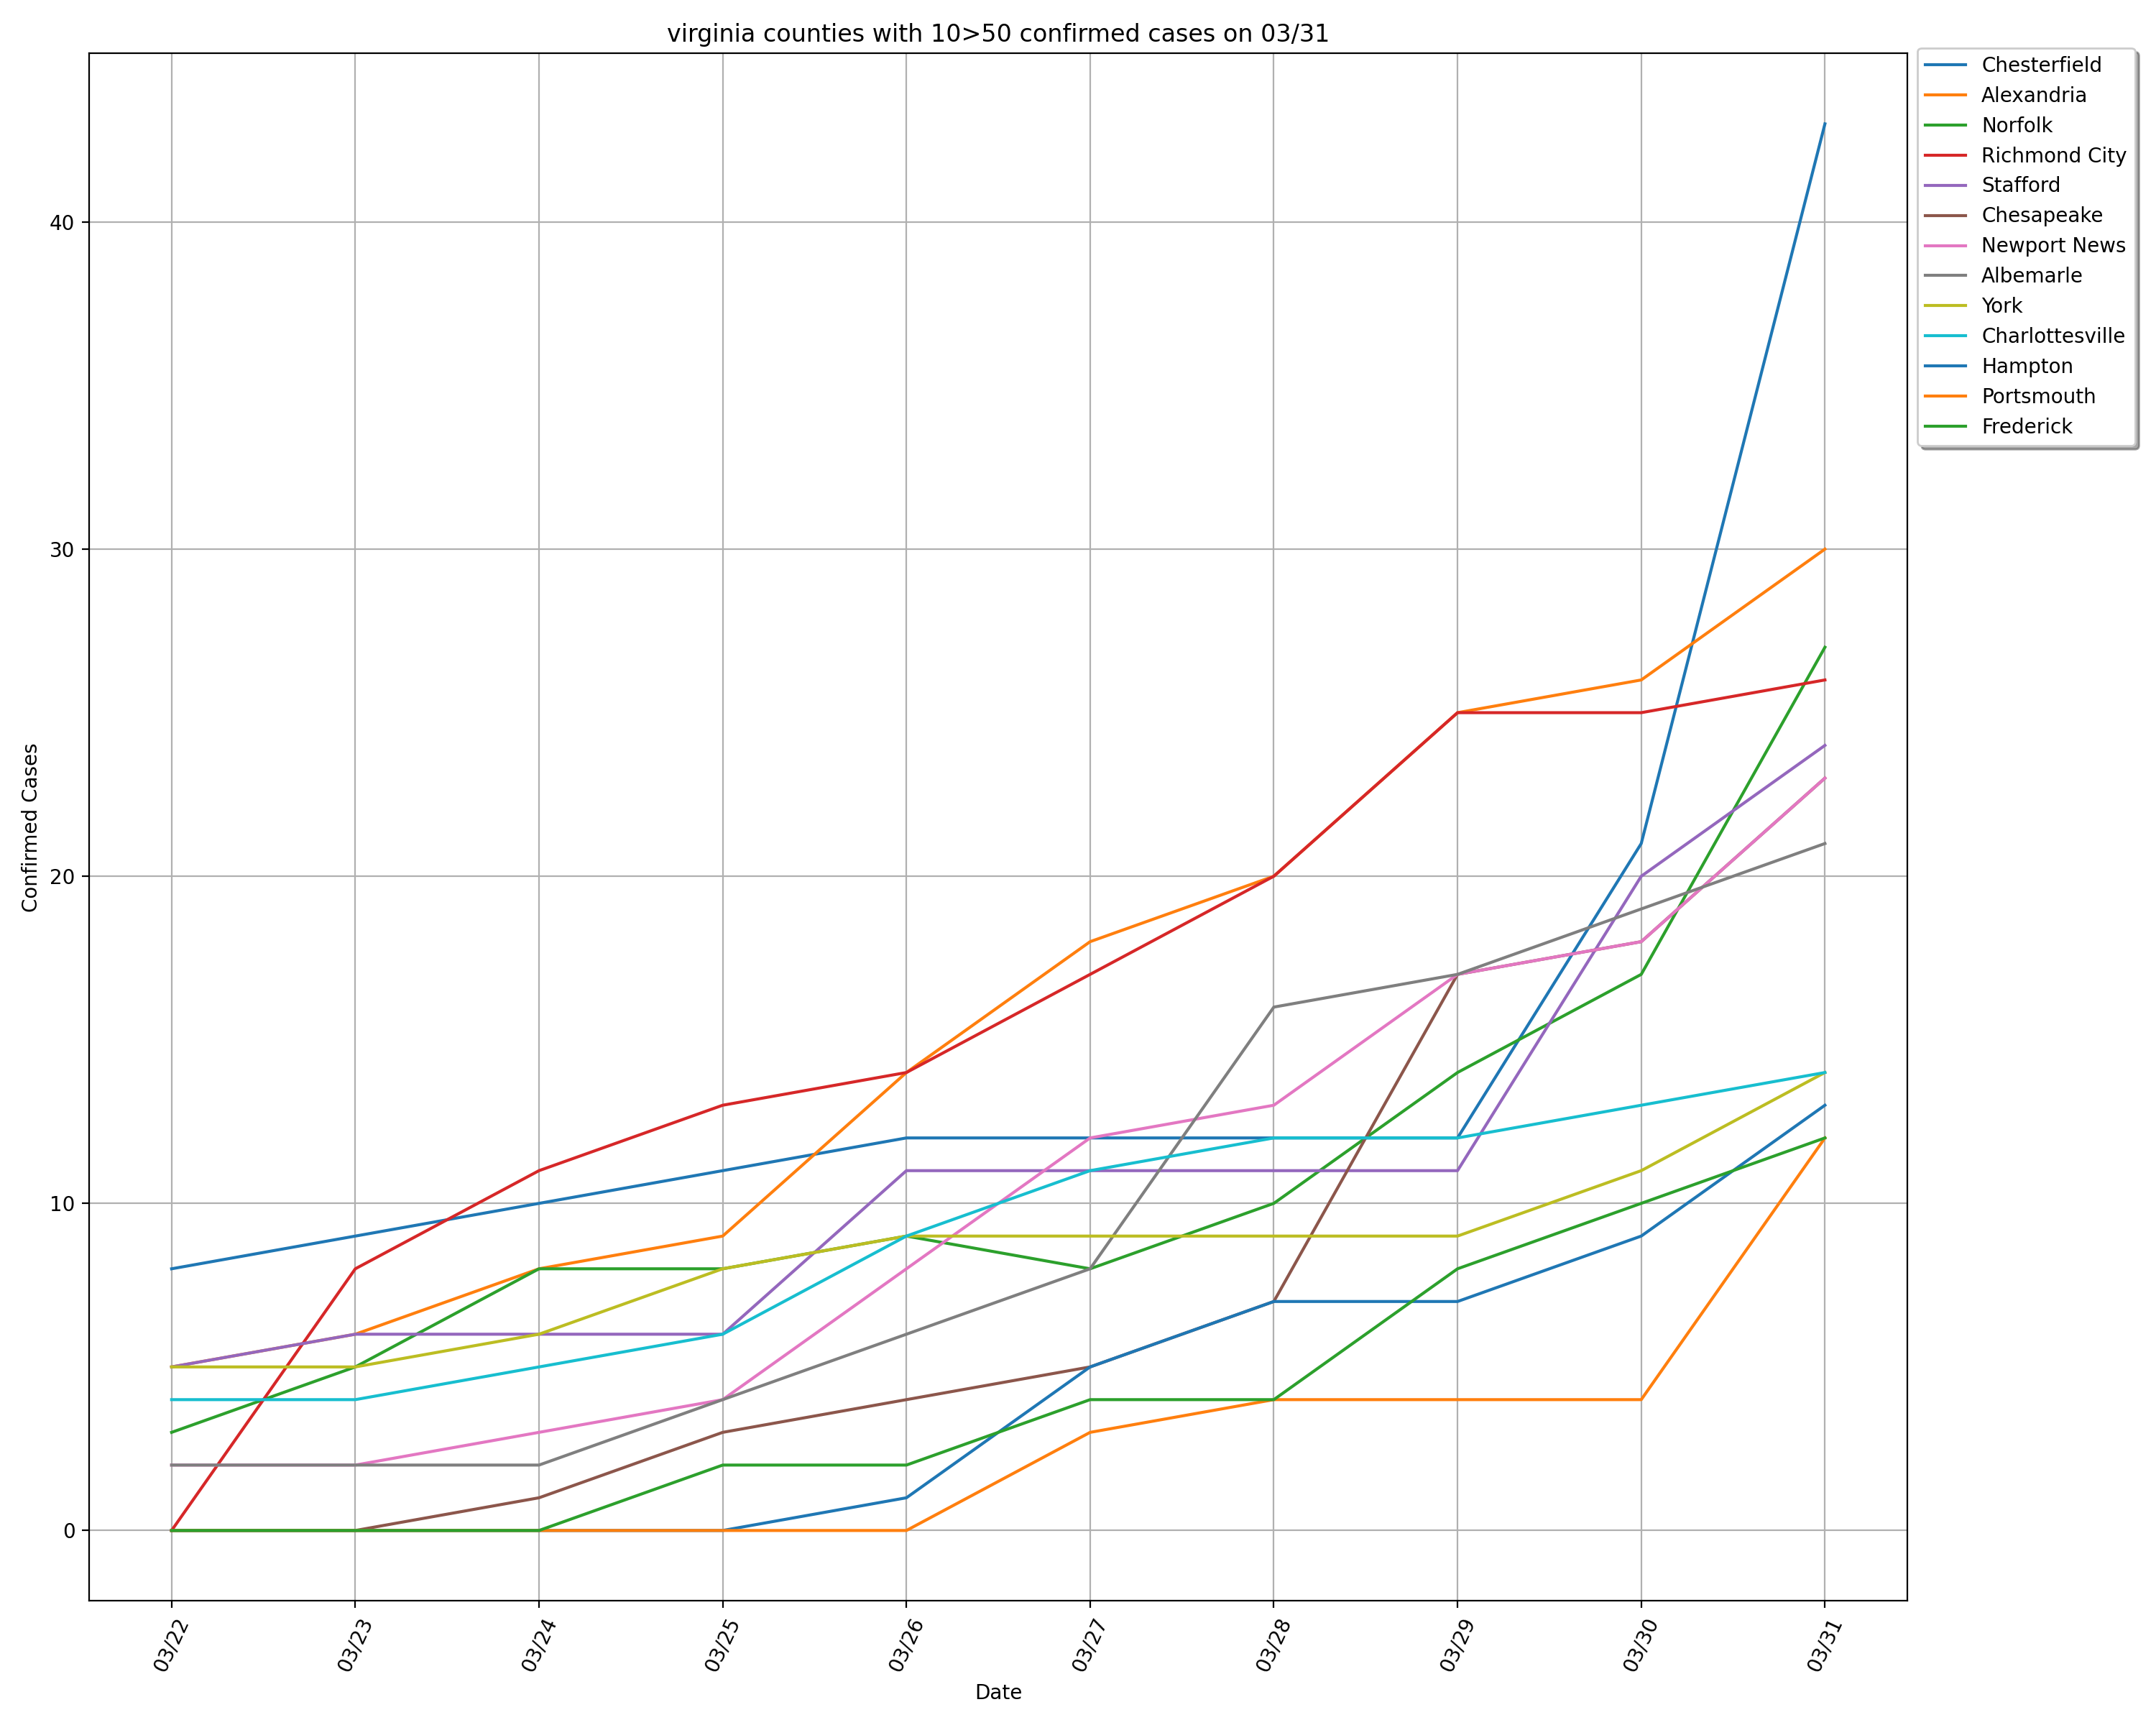 virginia counties with 10>50 confirmed cases on 03/31
Chesterfield
Alexandria
Norfolk
Richmond City
Stafford
Chesapeake
Newport News
Albemarle
York
Charlottesville
Hampton
Portsmouth
Frederick
Confirmed Cases
40
30
20
10
0
03/22 03/23 03/24 03/25 03/26 03/27 03/28 03/29 03/30 03/31
Date